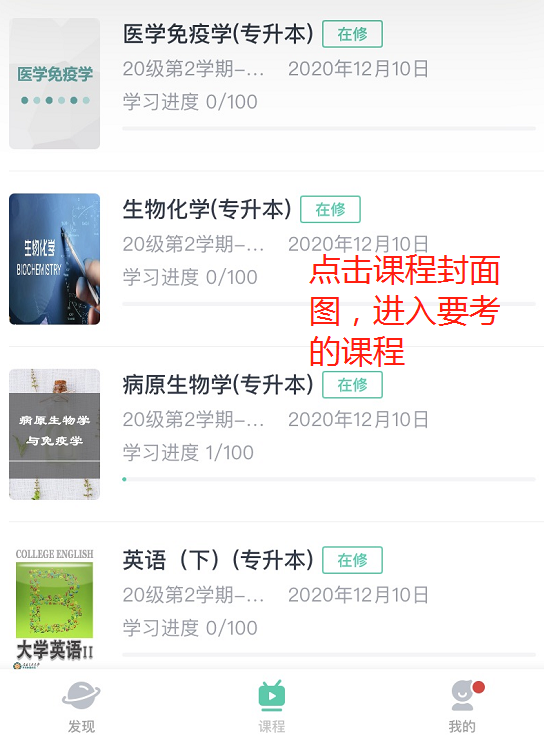 医学免疫学
医学免疫学(专升本) 在修
20级第2学期-... 2020年12月10日
学习进度 0/100
生物化学
BIOCHEMISTRY
生物化学(专升本) 在修
20级第2学期-... 2020年12月10日
学习进度 0/100
点击课程封面
图，进入要考
的课程
病原生物学
与免疫学
病原生物学(专升本) 在修
20级第2学期-... 2020年12月10日
学习进度 1/100
COLLEGE ENGLISH
B
大学英语II
英语（下）(专升本) 在修
20级第2学期-... 2020年12月10日
学习进度 0/100
发现 课程 我的